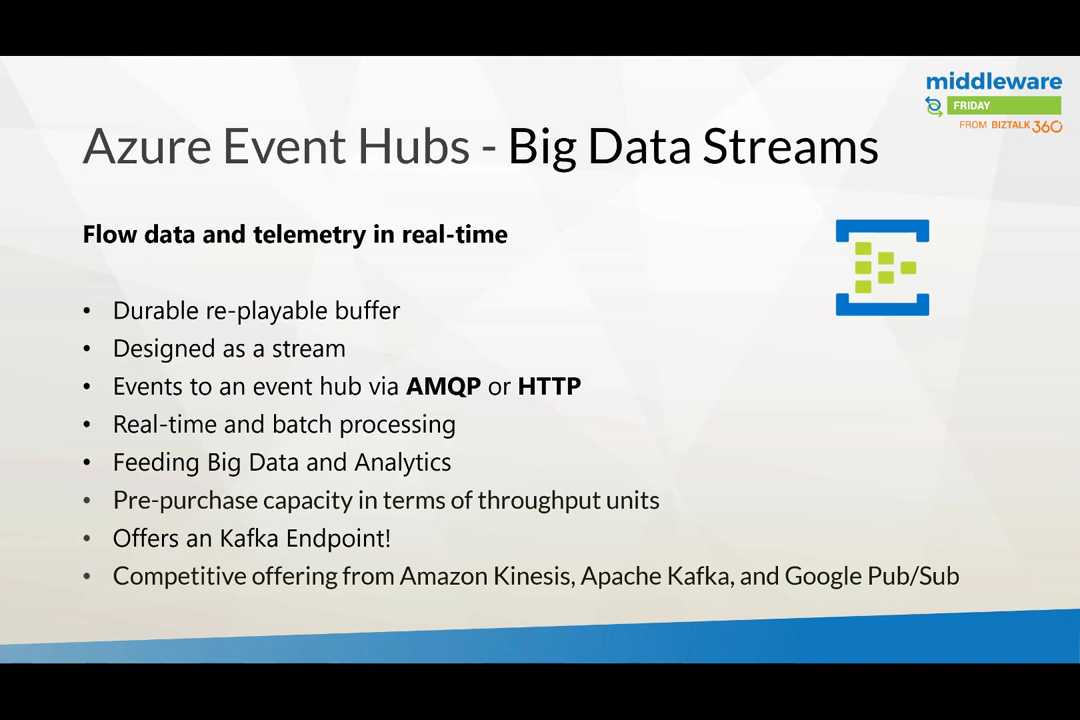 middleware
FRIDAY
FROM BIZTALK360
Azure Event Hubs - Big Data Streams
Flow data and telemetry in real-time
• Durable re-playable buffer
• Designed as a stream
• Events to an event hub via AMQP or HTTP
• Real-time and batch processing
• Feeding Big Data and Analytics
• Pre-purchase capacity in terms of throughput units
• Offers an Kafka Endpoint!
• Competitive offering from Amazon Kinesis, Apache Kafka, and Google Pub/Sub